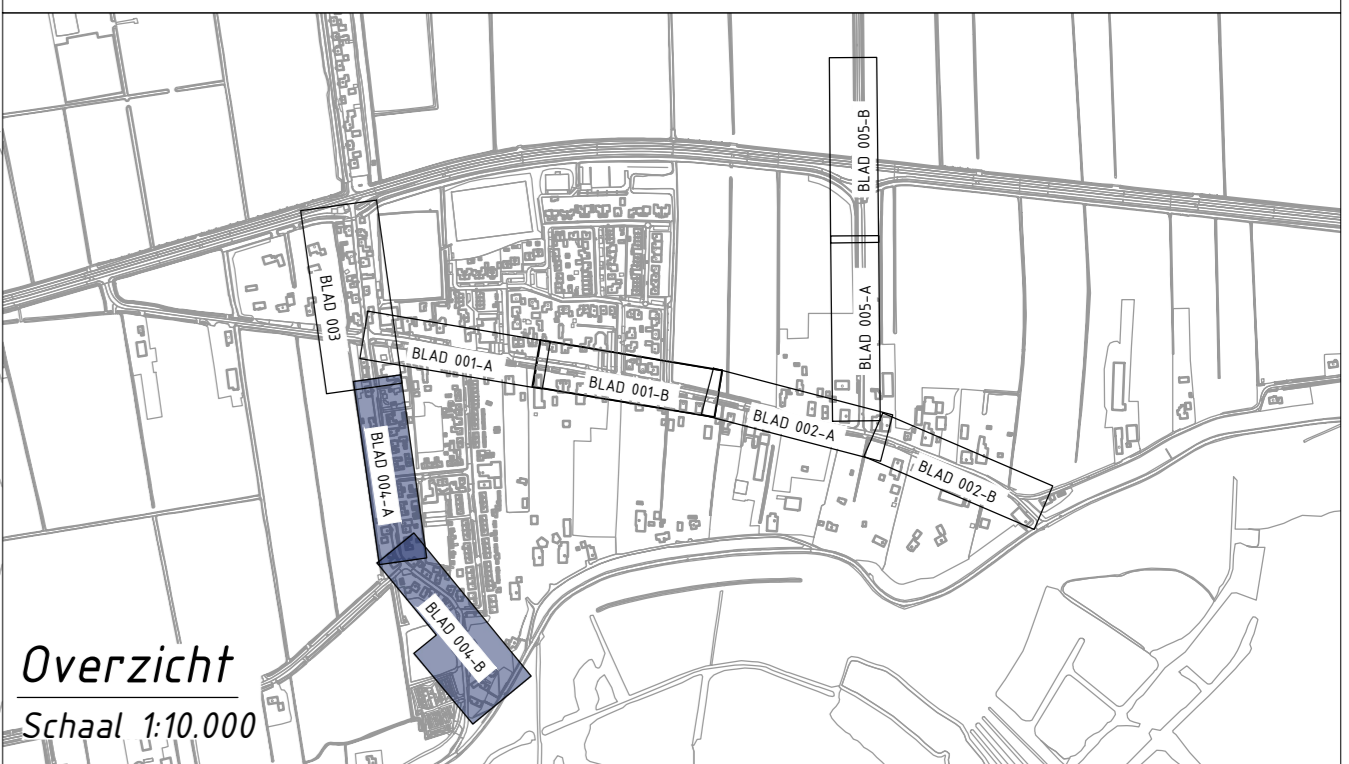 BLAD 005-B
BLAD 005-A
BLAD 003
BLAD 001-A
BLAD 001-B
BLAD 002-A
BLAD 002-B
BLAD 004-A
BLAD 004-B
Overzicht
Schaal 1:10.000